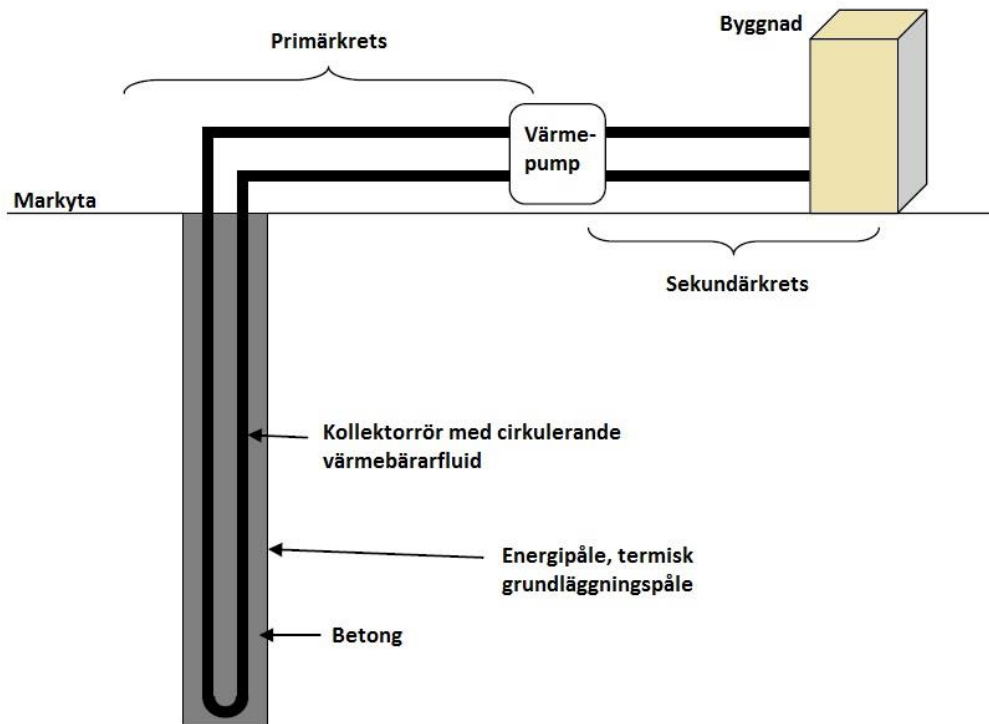 Byggnad
Primärkrets
Värme-
pump
Markyta
Sekundärkrets
Kollektorrör med cirkulerande
värmebärarfluid
Energipåle, termisk
grundläggningspåle
Betong